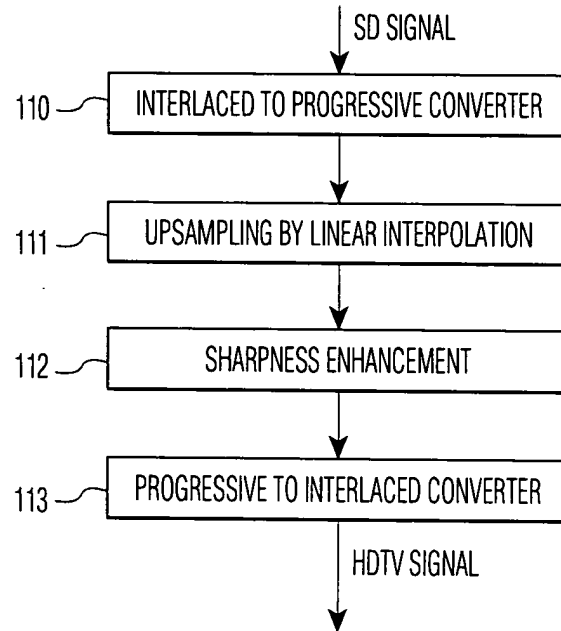 SD SIGNAL
110
INTERLACED TO PROGRESSIVE CONVERTER
111
UPSAMPLING BY LINEAR INTERPOLATION
112
SHARPNESS ENHANCEMENT
113
PROGRESSIVE TO INTERLACED CONVERTER
HDTV SIGNAL